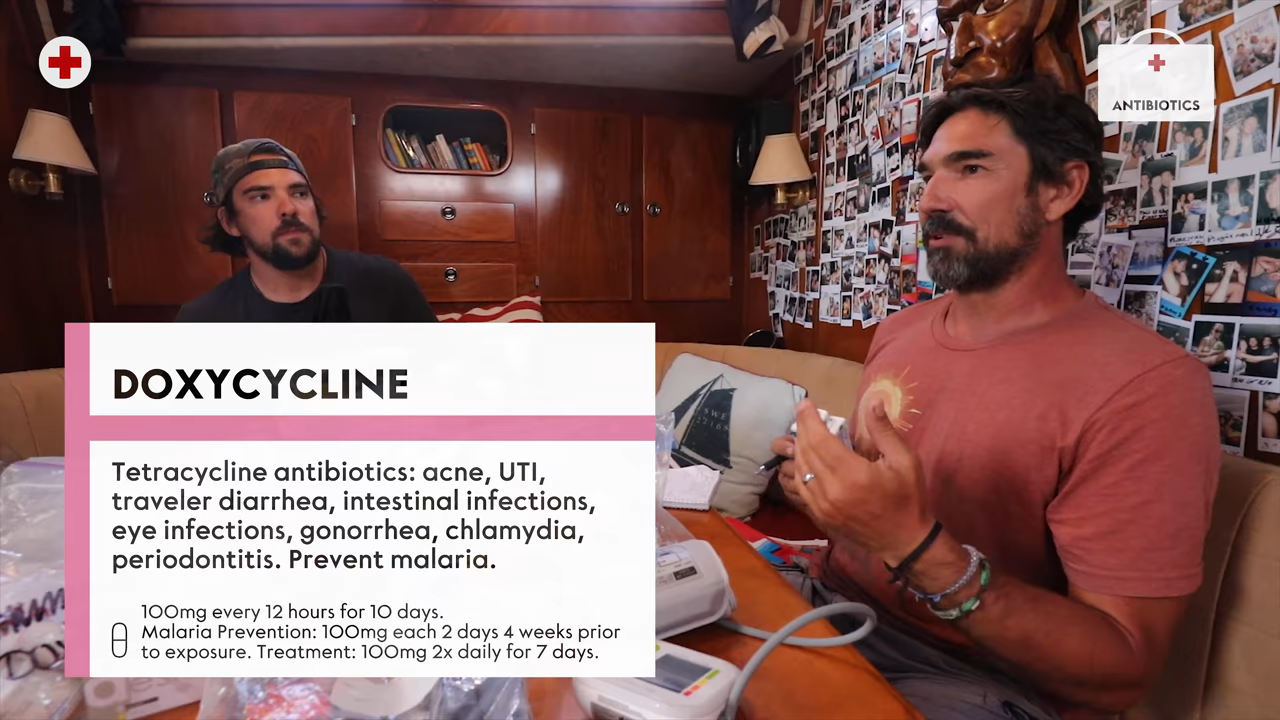 ANTIBIOTICS
DOXYCYCLINE
Tetracycline antibiotics: acne, UTI,
traveler diarrhea, intestinal infections,
eye infections, gonorrhea, chlamydia,
periodontitis. Prevent malaria.
100mg every 12 hours for 10 days.
Malaria Prevention: 100mg each 2 days 4 weeks prior
to exposure. Treatment: 100mg 2x daily for 7 days.
SWE